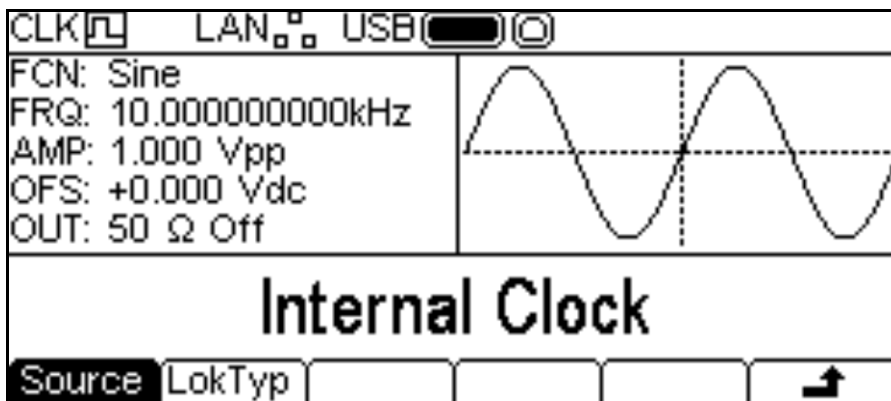 CLK LAN USB
FCN: Sine
FRQ: 10.000000000kHz
AMP: 1.000 Vpp
OFS: +0.000 Vdc
OUT: 50 Ω Off
Internal Clock
Source LokTyp